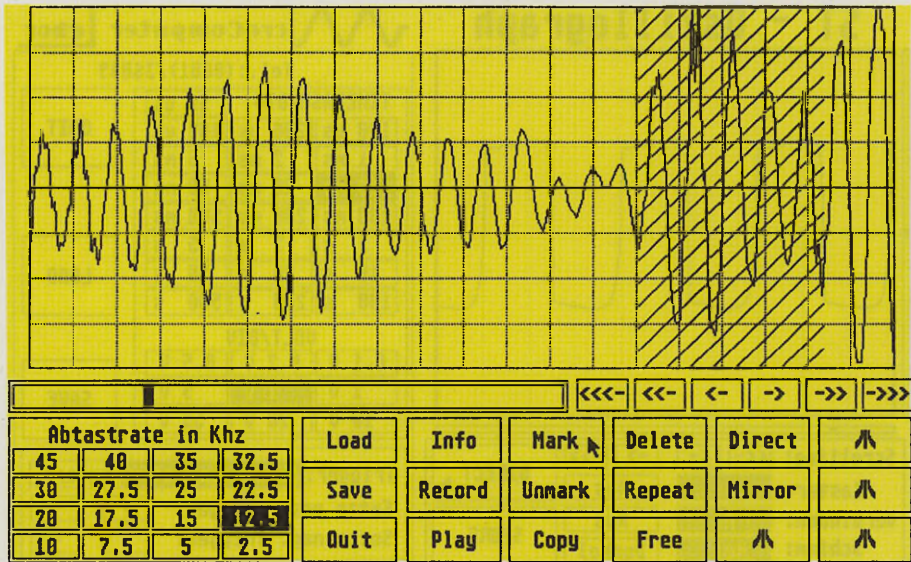 <<<- <<- <- -> ->> ->>>
Abtastrate in Khz
45 40 35 32.5
30 27.5 25 22.5
20 17.5 15 12.5
10 7.5 5 2.5
Load Info Mark Delete Direct
Save Record Unmark Repeat Mirror
Quit Play Copy Free